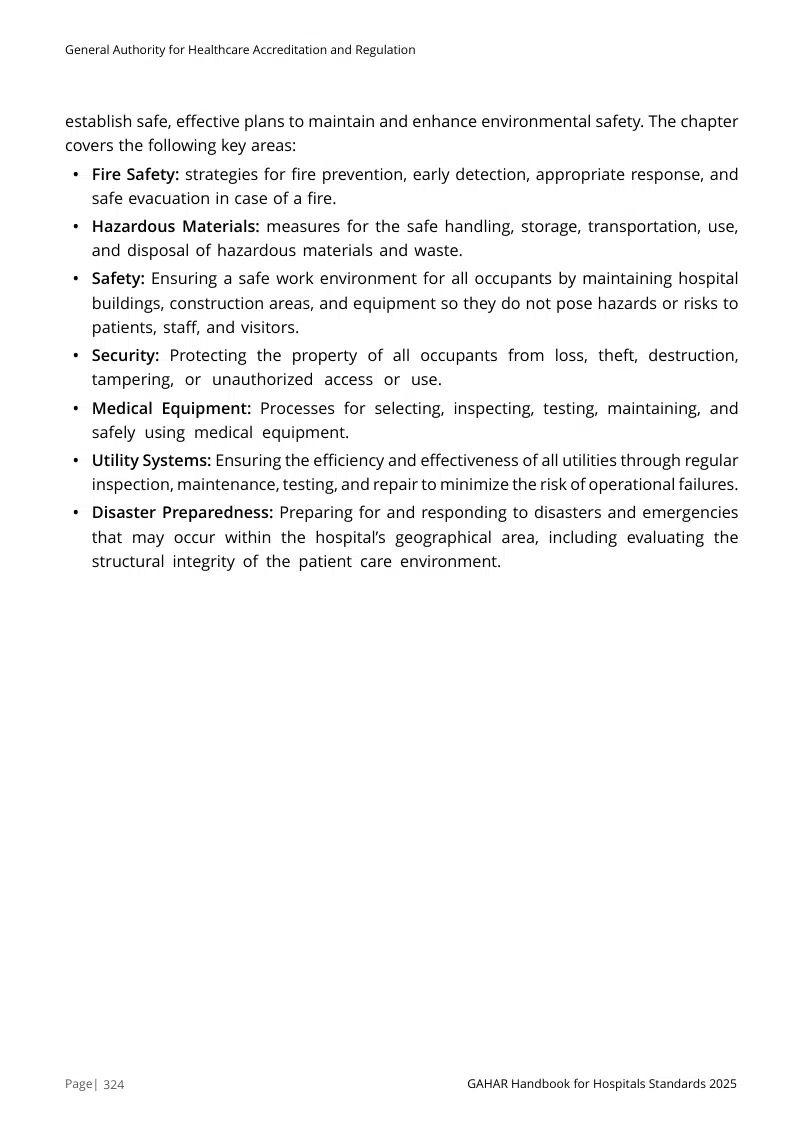 General Authority for Healthcare Accreditation and Regulation
establish safe, effective plans to maintain and enhance environmental safety. The chapter
covers the following key areas:
• Fire Safety: strategies for fire prevention, early detection, appropriate response, and
safe evacuation in case of a fire.
• Hazardous Materials: measures for the safe handling, storage, transportation, use,
and disposal of hazardous materials and waste.
• Safety: Ensuring a safe work environment for all occupants by maintaining hospital
buildings, construction areas, and equipment so they do not pose hazards or risks to
patients, staff, and visitors.
• Security: Protecting the property of all occupants from loss, theft, destruction,
tampering, or unauthorized access or use.
• Medical Equipment: Processes for selecting, inspecting, testing, maintaining, and
safely using medical equipment.
• Utility Systems: Ensuring the efficiency and effectiveness of all utilities through regular
inspection, maintenance, testing, and repair to minimize the risk of operational failures.
• Disaster Preparedness: Preparing for and responding to disasters and emergencies
that may occur within the hospital’s geographical area, including evaluating the
structural integrity of the patient care environment.
Page| 324 GAHAR Handbook for Hospitals Standards 2025